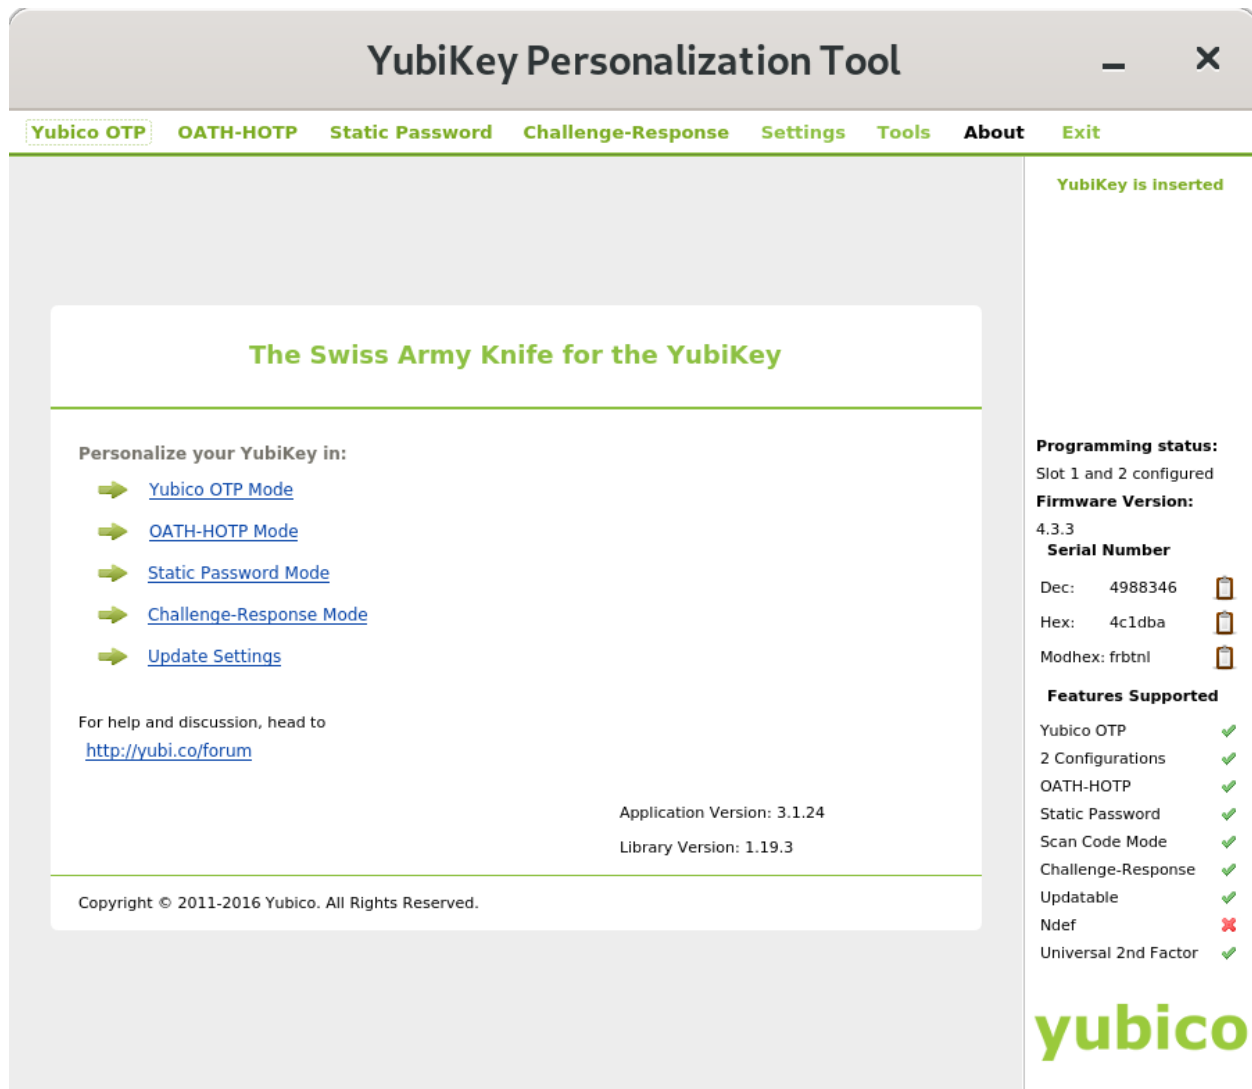 YubiKey Personalization Tool
Yubico OTP OATH-HOTP Static Password Challenge-Response Settings Tools About Exit
YubiKey is inserted
The Swiss Army Knife for the YubiKey
Personalize your YubiKey in:
Yubico OTP Mode
OATH-HOTP Mode
Static Password Mode
Challenge-Response Mode
Update Settings
For help and discussion, head to
http://yubi.co/forum
Application Version: 3.1.24
Library Version: 1.19.3
Copyright © 2011-2016 Yubico. All Rights Reserved.
Programming status:
Slot 1 and 2 configured
Firmware Version:
4.3.3
Serial Number
Dec: 4988346
Hex: 4c1dba
Modhex: frbtnl
Features Supported
Yubico OTP
2 Configurations
OATH-HOTP
Static Password
Scan Code Mode
Challenge-Response
Updatable
Ndef
Universal 2nd Factor
yubico